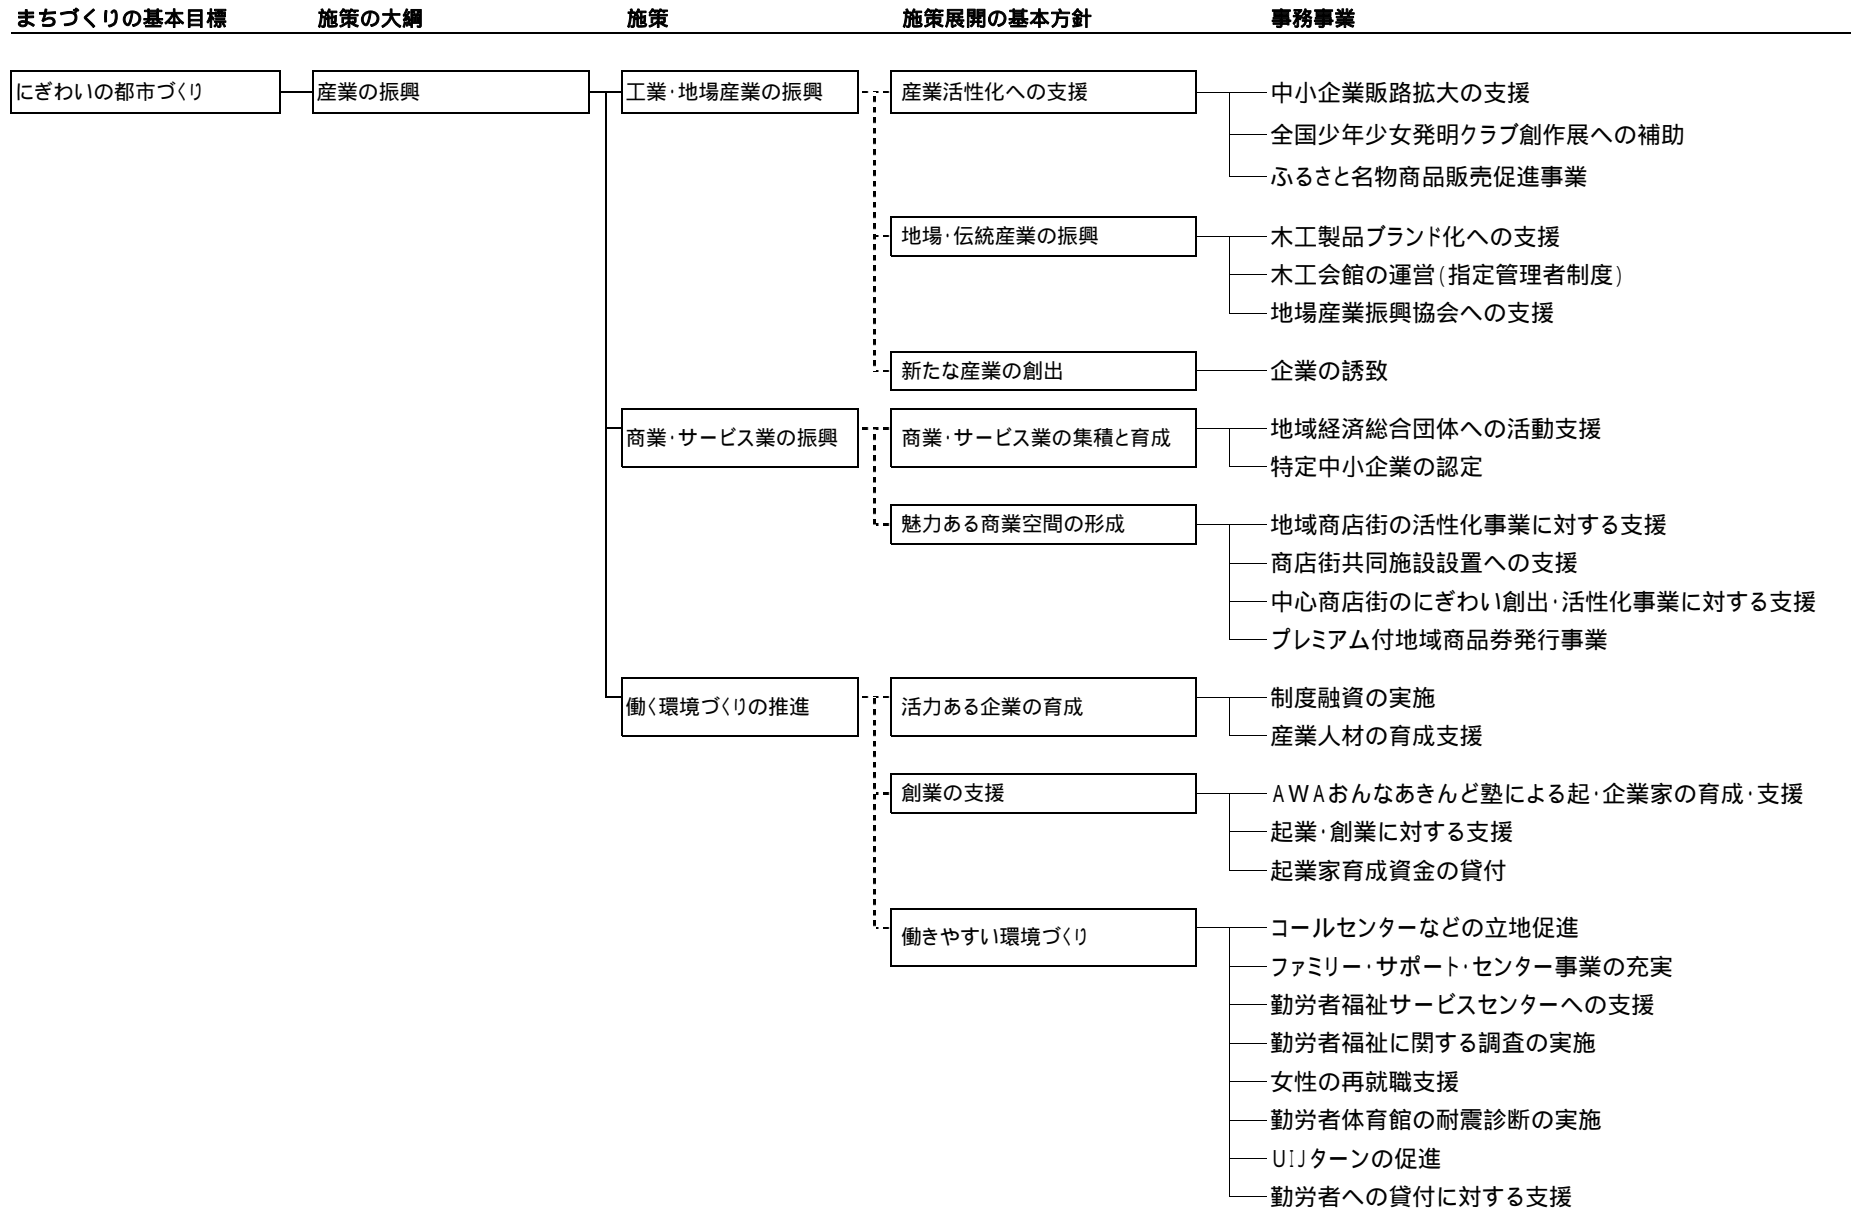 まちづくりの基本目標 施策の大綱 施策 施策展開の基本方針 事務事業
にぎわいの都市づくり 産業の振興 工業・地場産業の振興 産業活性化への支援 中小企業販路拡大の支援
全国少年少女発明クラブ創作展への補助
ふるさと名物商品販売促進事業
地場・伝統産業の振興 木工製品ブランド化への支援
木工会館の運営(指定管理者制度)
地場産業振興協会への支援
新たな産業の創出 企業の誘致
商業・サービス業の振興 商業・サービス業の集積と育成 地域経済総合団体への活動支援
特定中小企業の認定
魅力ある商業空間の形成 地域商店街の活性化事業に対する支援
商店街共同施設設置への支援
中心商店街のにぎわい創出・活性化事業に対する支援
プレミアム付地域商品券発行事業
働く環境づくりの推進 活力ある企業の育成 制度融資の実施
産業人材の育成支援
創業の支援 AWAおんなあきんど塾による起・企業家の育成・支援
起業・創業に対する支援
起業家育成資金の貸付
働きやすい環境づくり コールセンターなどの立地促進
ファミリー・サポート・センター事業の充実
勤労者福祉サービスセンターへの支援
勤労者福祉に関する調査の実施
女性の再就職支援
勤労者体育館の耐震診断の実施
UIJターンの促進
勤労者への貸付に対する支援